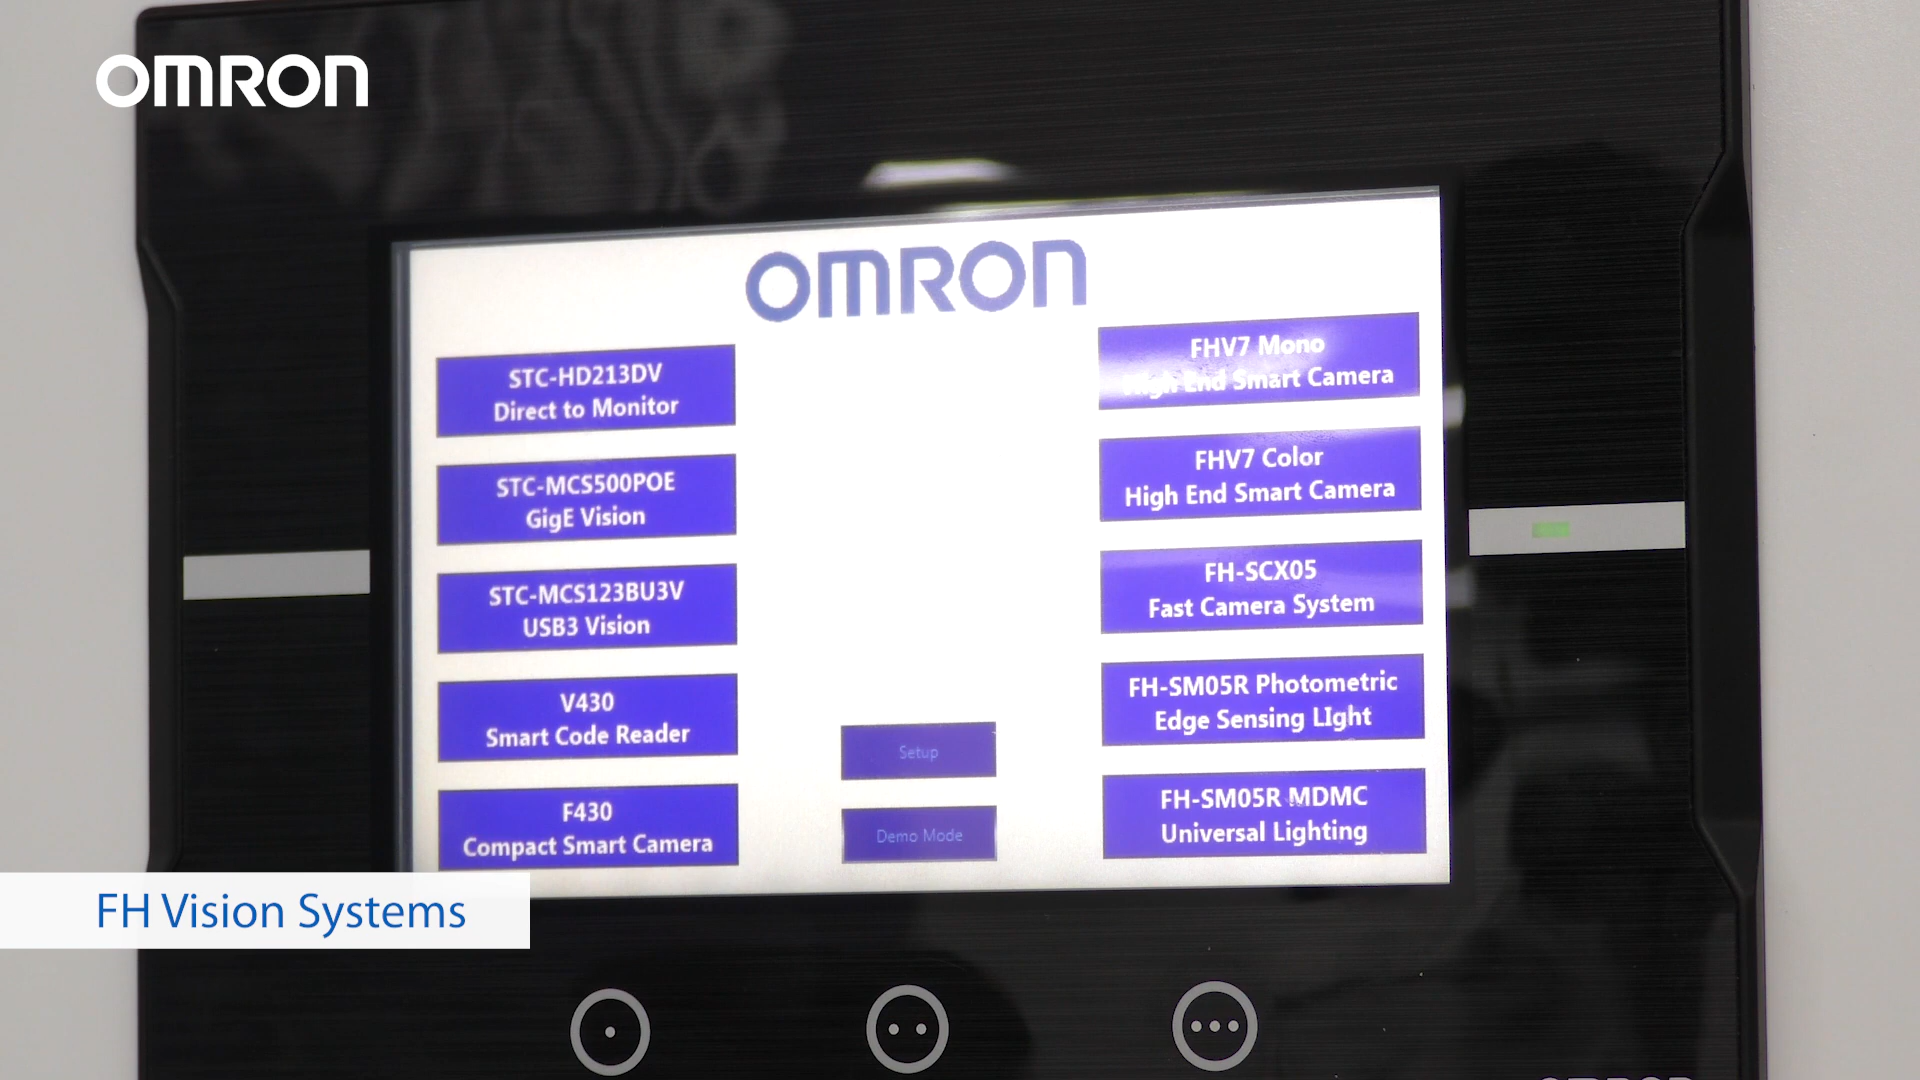 OMRON
OMRON
STC-HD213DV
Direct to Monitor
STC-MCS500POE
GigE Vision
STC-MCS123BU3V
USB3 Vision
V430
Smart Code Reader
F430
Compact Smart Camera
Setup
Demo Mode
FHV7 Mono
High End Smart Camera
FHV7 Color
High End Smart Camera
FH-SCX05
Fast Camera System
FH-SM05R Photometric
Edge Sensing LIght
FH-SM05R MDMC
Universal Lighting
FH Vision Systems